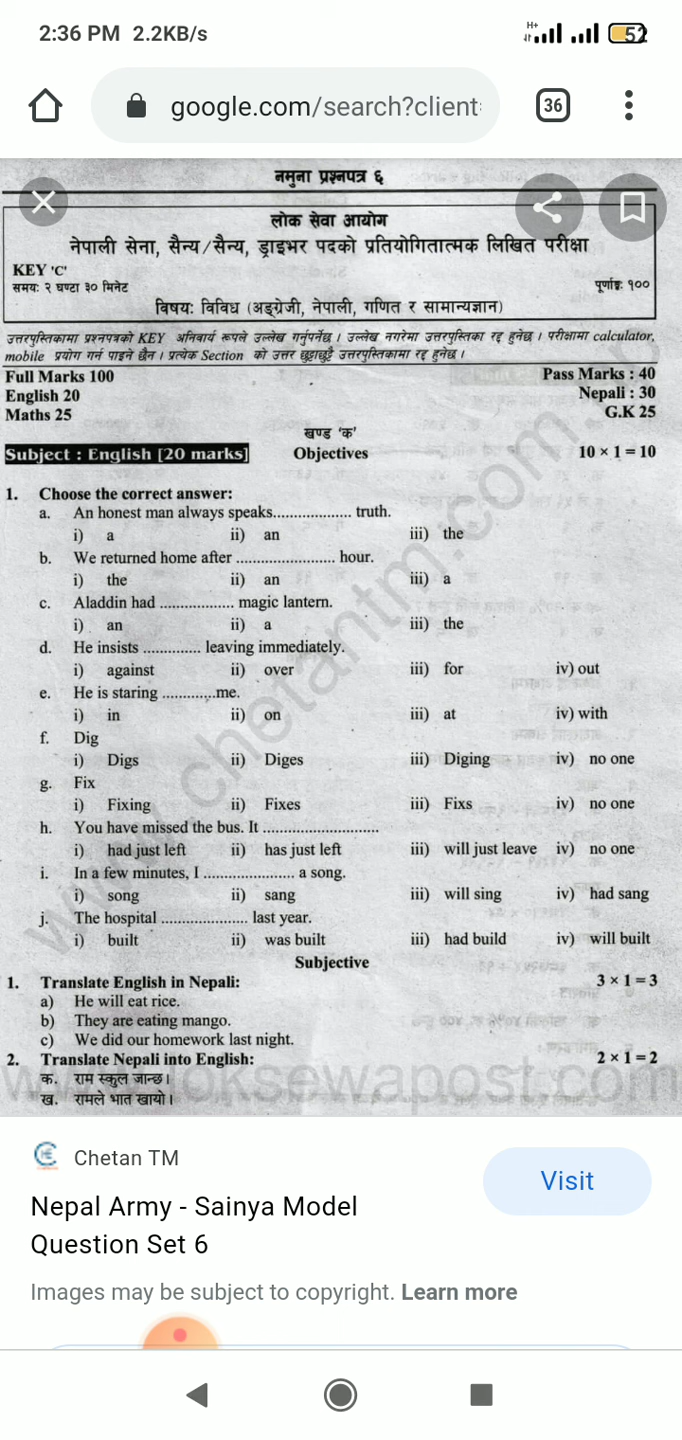 2:36 PM 2.2KB/s H+ 52
google.com/search?client 36
नमुना प्रश्नपत्र ६
लोक सेवा आयोग
नेपाली सेना, सैन्य/सैन्य, ड्राइभर पदको प्रतियोगितात्मक लिखित परीक्षा
KEY 'C'
समयः २ घण्टा ३० मिनेट पूर्णाङ्कः १००
विषयः विविध (अङ्ग्रेजी, नेपाली, गणित र सामान्यज्ञान)
उत्तरपुस्तिकामा प्रश्नपत्रको KEY अनिवार्य रूपले उल्लेख गर्नुपर्नेछ। उल्लेख नगरेमा उत्तरपुस्तिका रद्द हुनेछ। परीक्षामा calculator,
mobile प्रयोग गर्न पाइने छैन। प्रत्येक Section को उत्तर छुट्टाछुट्टै उत्तरपुस्तिकामा रद्द हुनेछ।
Full Marks 100 Pass Marks : 40
English 20 Nepali : 30
Maths 25 G.K 25
खण्ड 'क'
Subject : English [20 marks] Objectives 10 × 1 = 10
1. Choose the correct answer:
a. An honest man always speaks................... truth.
i) a ii) an iii) the
b. We returned home after ........................ hour.
i) the ii) an iii) a
c. Aladdin had .................. magic lantern.
i) an ii) a iii) the
d. He insists .............. leaving immediately.
i) against ii) over iii) for iv) out
e. He is staring .............me.
i) in ii) on iii) at iv) with
f. Dig
i) Digs ii) Diges iii) Diging iv) no one
g. Fix
i) Fixing ii) Fixes iii) Fixs iv) no one
h. You have missed the bus. It ............................
i) had just left ii) has just left iii) will just leave iv) no one
i. In a few minutes, I ...................... a song.
i) song ii) sang iii) will sing iv) had sang
j. The hospital ..................... last year.
i) built ii) was built iii) had build iv) will built
Subjective
1. Translate English in Nepali: 3 × 1 = 3
a) He will eat rice.
b) They are eating mango.
c) We did our homework last night.
2. Translate Nepali into English: 2 × 1 = 2
क. राम स्कुल जान्छ।
ख. रामले भात खायो।
www.chetantm.com
www.loksewapost.com
Chetan TM
Visit
Nepal Army - Sainya Model
Question Set 6
Images may be subject to copyright. Learn more